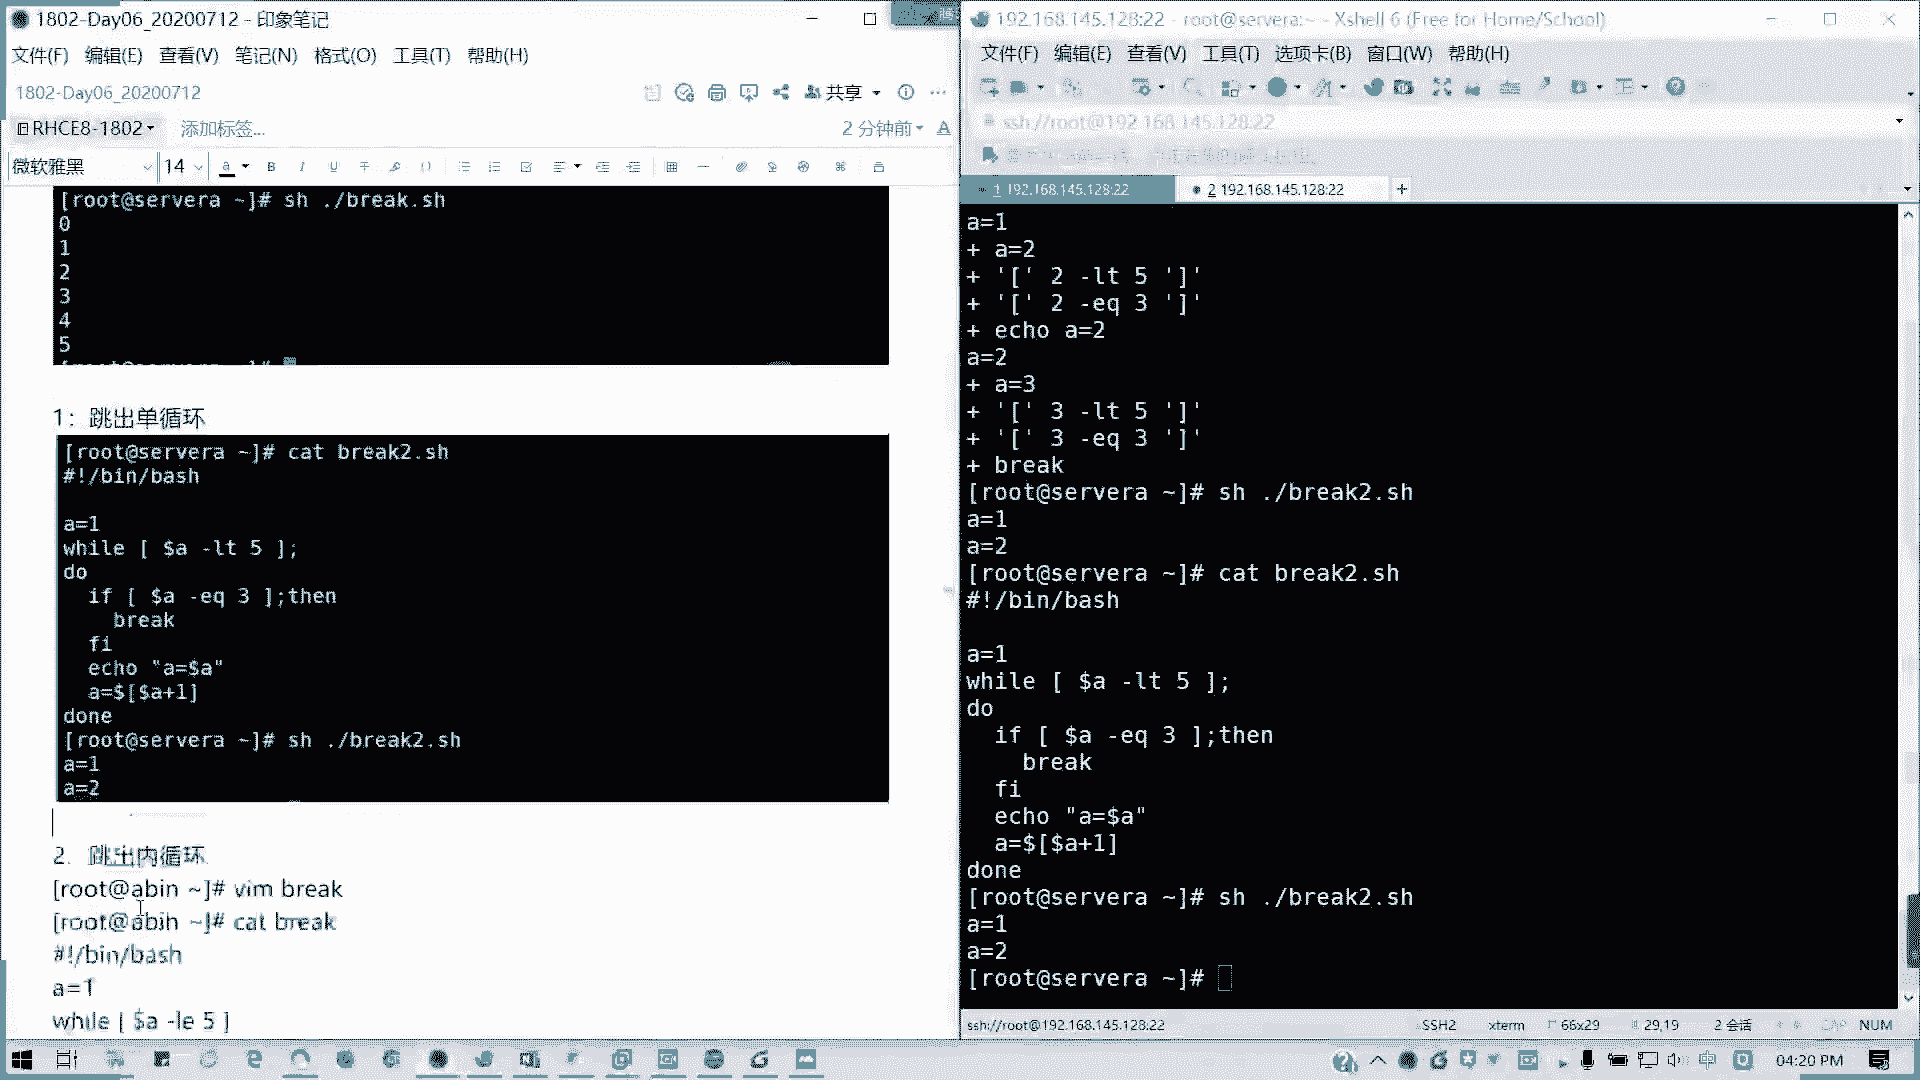 1802-Day06_20200712 - 印象笔记
文件(F) 编辑(E) 查看(V) 笔记(N) 格式(O) 工具(T) 帮助(H)
1802-Day06_20200712
共享
RHCE8-1802
添加标签...
2 分钟前
微软雅黑
14
[root@servera ~]# sh ./break.sh
0
1
2
3
4
5
1：跳出单循环
[root@servera ~]# cat break2.sh
#!/bin/bash
a=1
while [ $a -lt 5 ];
do
if [ $a -eq 3 ];then
break
fi
echo "a=$a"
a=$[$a+1]
done
[root@servera ~]# sh ./break2.sh
a=1
a=2
2. 跳出内循环
[root@abin ~]# vim break
[root@abin ~]# cat break
#!/bin/bash
a=1
while [ $a -le 5 ]
192.168.145.128:22 - root@servera:~ - Xshell 6 (Free for Home/School)
文件(F) 编辑(E) 查看(V) 工具(T) 选项卡(B) 窗口(W) 帮助(H)
ssh://root@192.168.145.128:22
1 192.168.145.128:22
2 192.168.145.128:22
a=1
+ a=2
+ '[' 2 -lt 5 ']'
+ '[' 2 -eq 3 ']'
+ echo a=2
a=2
+ a=3
+ '[' 3 -lt 5 ']'
+ '[' 3 -eq 3 ']'
+ break
[root@servera ~]# sh ./break2.sh
a=1
a=2
[root@servera ~]# cat break2.sh
#!/bin/bash
a=1
while [ $a -lt 5 ];
do
if [ $a -eq 3 ];then
break
fi
echo "a=$a"
a=$[$a+1]
done
[root@servera ~]# sh ./break2.sh
a=1
a=2
[root@servera ~]#
ssh://root@192.168.145.128:22
SSH2
xterm
66x29
29,19
2 会话
CAP
NUM
中
04:20 PM